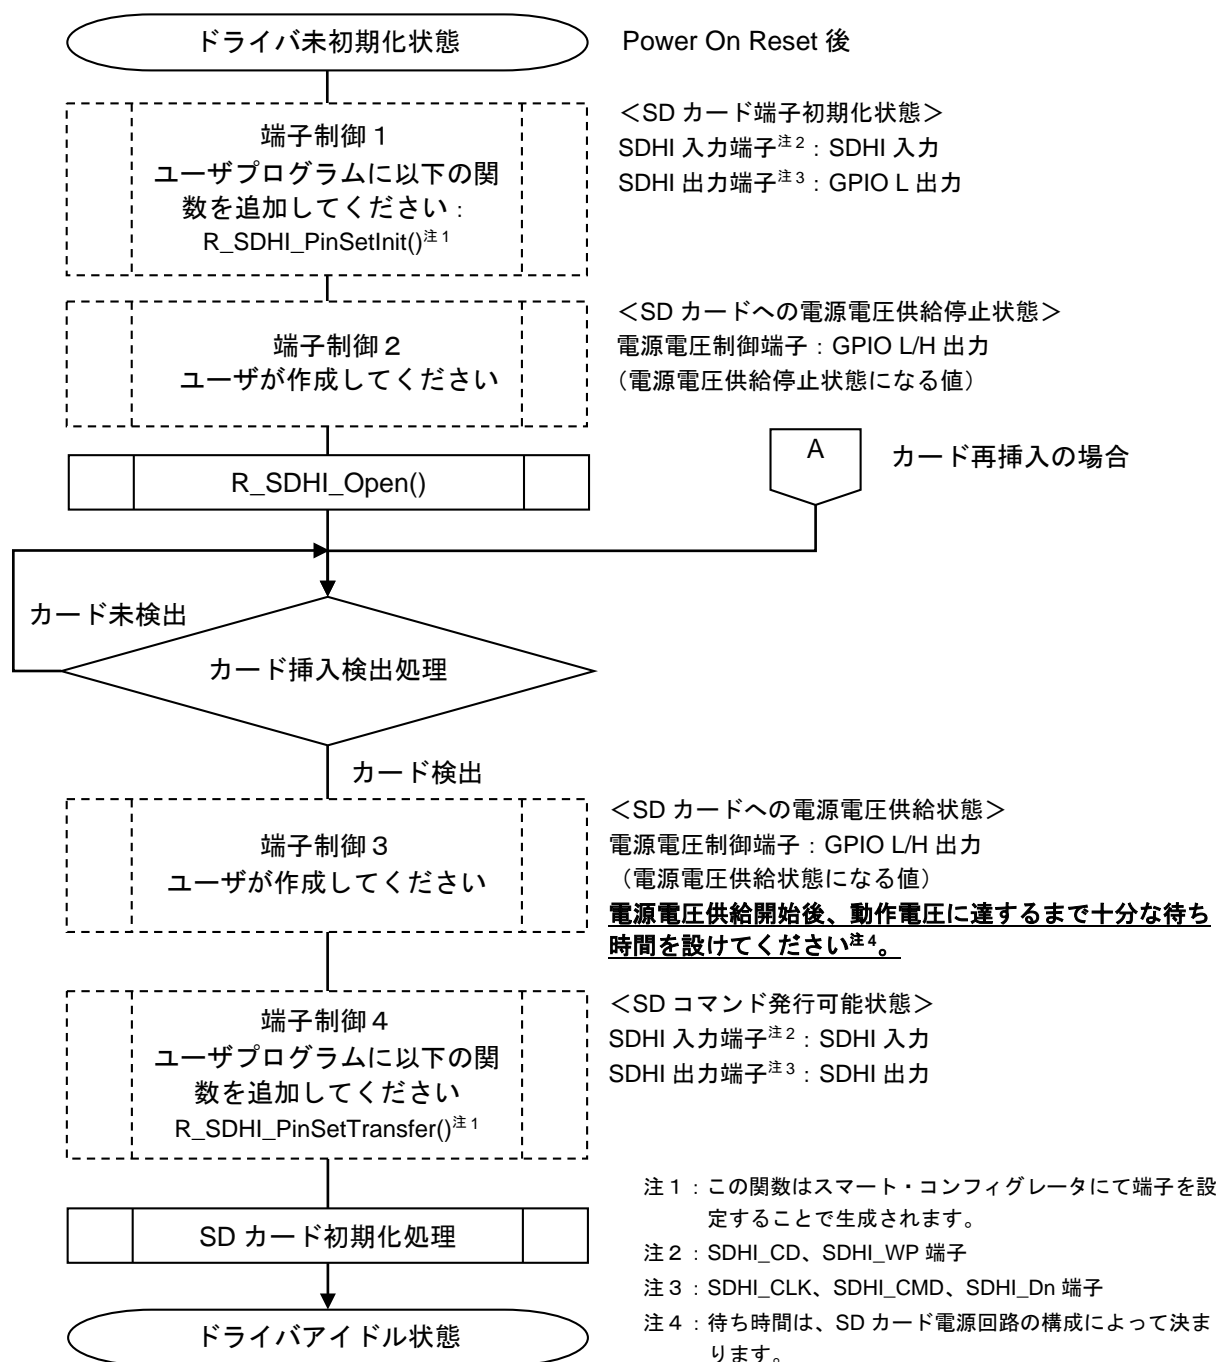 ドライバ未初期化状態
Power On Reset 後
端子制御1
ユーザプログラムに以下の関
数を追加してください:
R_SDHI_PinSetInit()注1
<SD カード端子初期化状態>
SDHI 入力端子注2:SDHI 入力
SDHI 出力端子注3:GPIO L 出力
端子制御2
ユーザが作成してください
<SD カードへの電源電圧供給停止状態>
電源電圧制御端子:GPIO L/H 出力
(電源電圧供給停止状態になる値)
R_SDHI_Open()
A
カード再挿入の場合
カード未検出
カード挿入検出処理
カード検出
端子制御3
ユーザが作成してください
<SD カードへの電源電圧供給状態>
電源電圧制御端子:GPIO L/H 出力
(電源電圧供給状態になる値)
電源電圧供給開始後、動作電圧に達するまで十分な待ち
時間を設けてください注4。
端子制御4
ユーザプログラムに以下の関
数を追加してください
R_SDHI_PinSetTransfer()注1
<SD コマンド発行可能状態>
SDHI 入力端子注2:SDHI 入力
SDHI 出力端子注3:SDHI 出力
SD カード初期化処理
ドライバアイドル状態
注1:この関数はスマート・コンフィグレータにて端子を設
定することで生成されます。
注2:SDHI_CD、SDHI_WP 端子
注3:SDHI_CLK、SDHI_CMD、SDHI_Dn 端子
注4:待ち時間は、SD カード電源回路の構成によって決ま
ります。